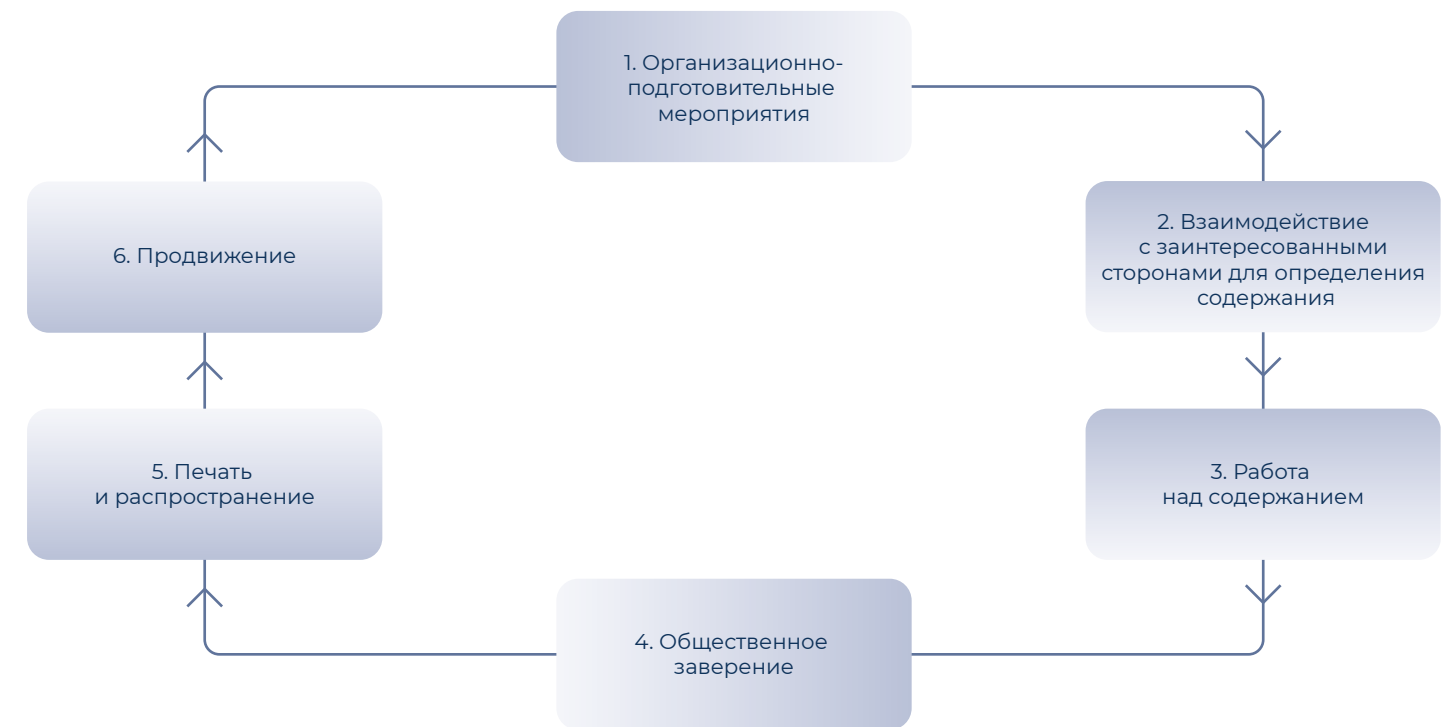 1. Организационно-
подготовительные
мероприятия
2. Взаимодействие
с заинтересованными
сторонами для определения
содержания
3. Работа
над содержанием
4. Общественное
заверение
5. Печать
и распространение
6. Продвижение